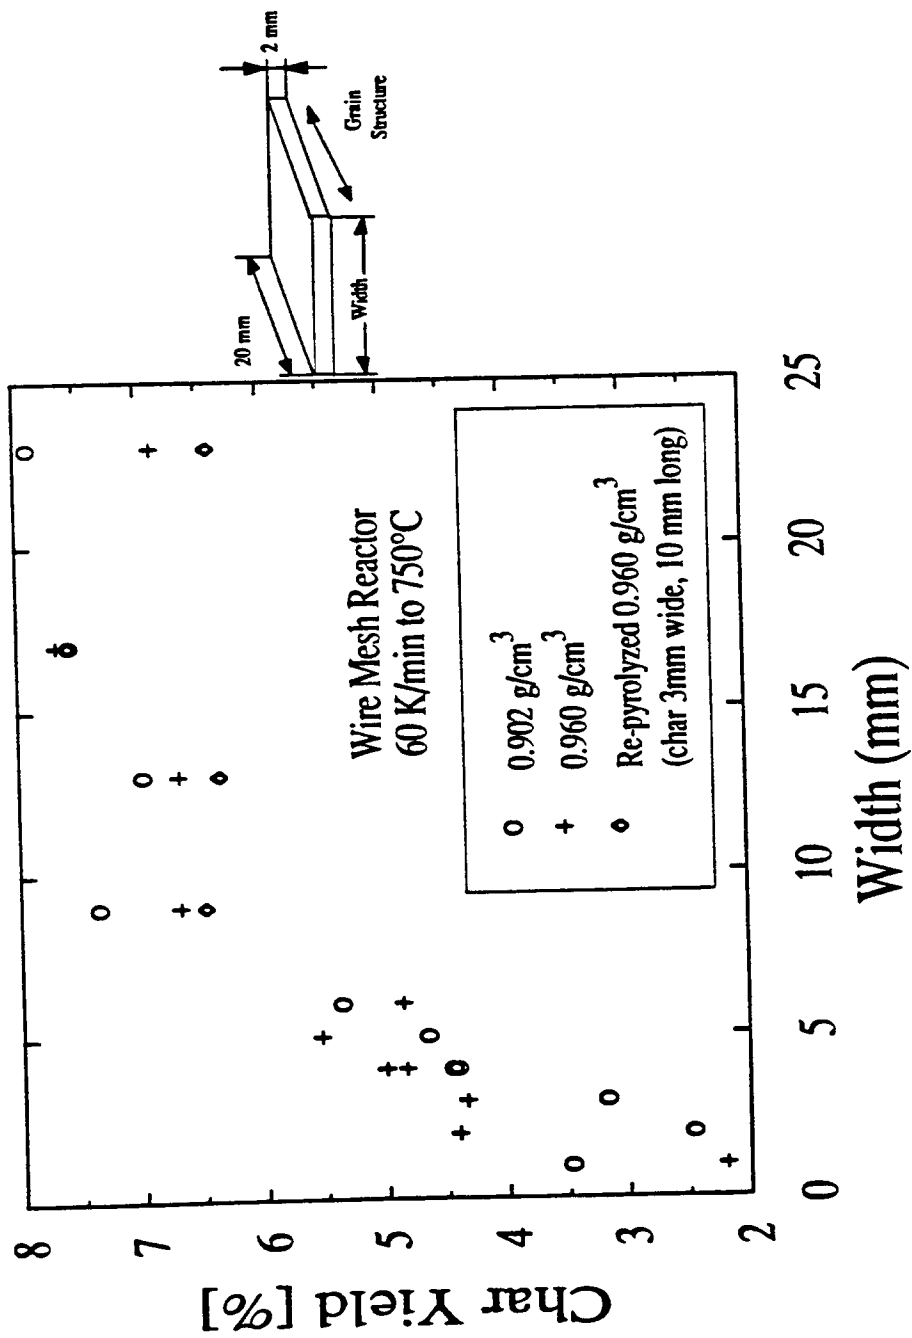 Char Yield [%]
8
7
6
5
4
3
2
0
5
10
15
20
25
Width (mm)
Wire Mesh Reactor
60 K/min to 750°C
0.902 g/cm³
0.960 g/cm³
Re-pyrolyzed 0.960 g/cm³
(char 3mm wide, 10 mm long)
20 mm
Width
Grain
Structure
2 mm